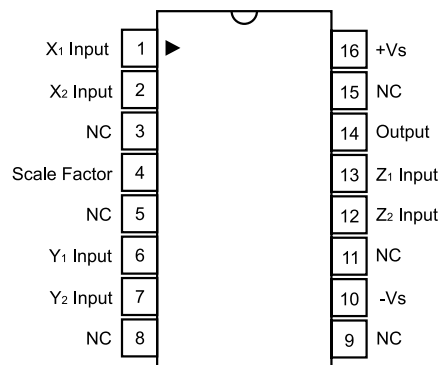 X₁ Input 1 16 +Vs
X₂ Input 2 15 NC
NC 3 14 Output
Scale Factor 4 13 Z₁ Input
NC 5 12 Z₂ Input
Y₁ Input 6 11 NC
Y₂ Input 7 10 -Vs
NC 8 9 NC